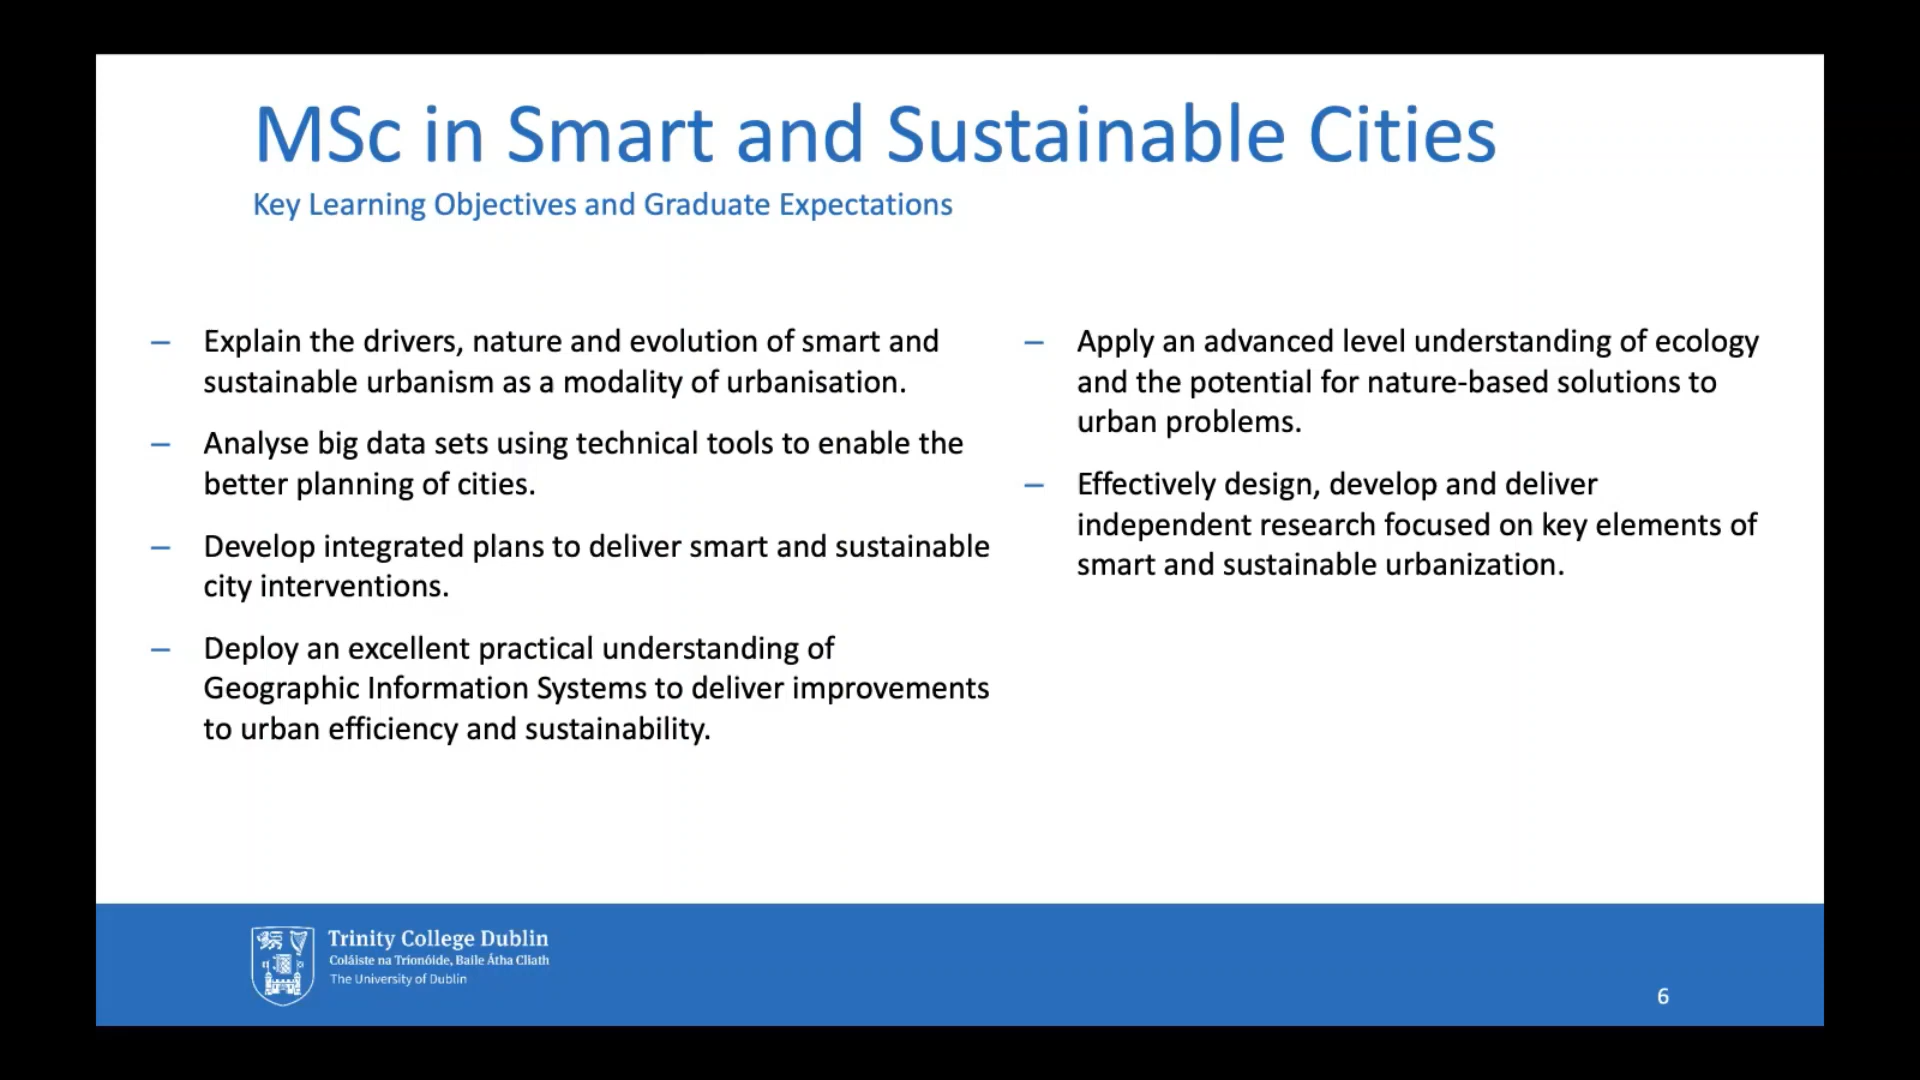 MSc in Smart and Sustainable Cities
Key Learning Objectives and Graduate Expectations
– Explain the drivers, nature and evolution of smart and
sustainable urbanism as a modality of urbanisation.
– Analyse big data sets using technical tools to enable the
better planning of cities.
– Develop integrated plans to deliver smart and sustainable
city interventions.
– Deploy an excellent practical understanding of
Geographic Information Systems to deliver improvements
to urban efficiency and sustainability.
– Apply an advanced level understanding of ecology
and the potential for nature-based solutions to
urban problems.
– Effectively design, develop and deliver
independent research focused on key elements of
smart and sustainable urbanization.
Trinity College Dublin
Coláiste na Tríonóide, Baile Átha Cliath
The University of Dublin
6